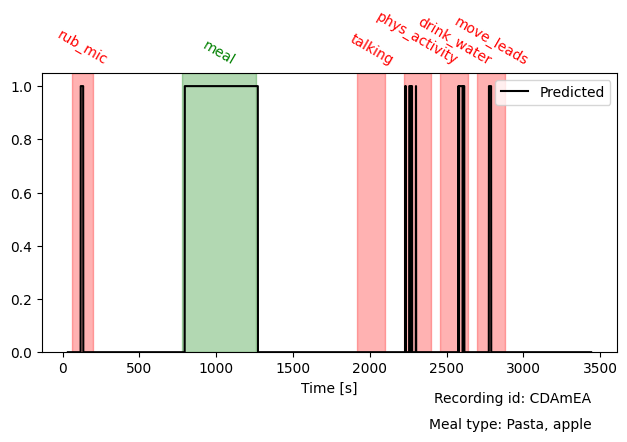 rub_mic
meal
talking
phys_activity
drink_water
move_leads
Predicted
1.0
0.8
0.6
0.4
0.2
0.0
0 500 1000 1500 2000 2500 3000 3500
Time [s]
Recording id: CDAmEA
Meal type: Pasta, apple